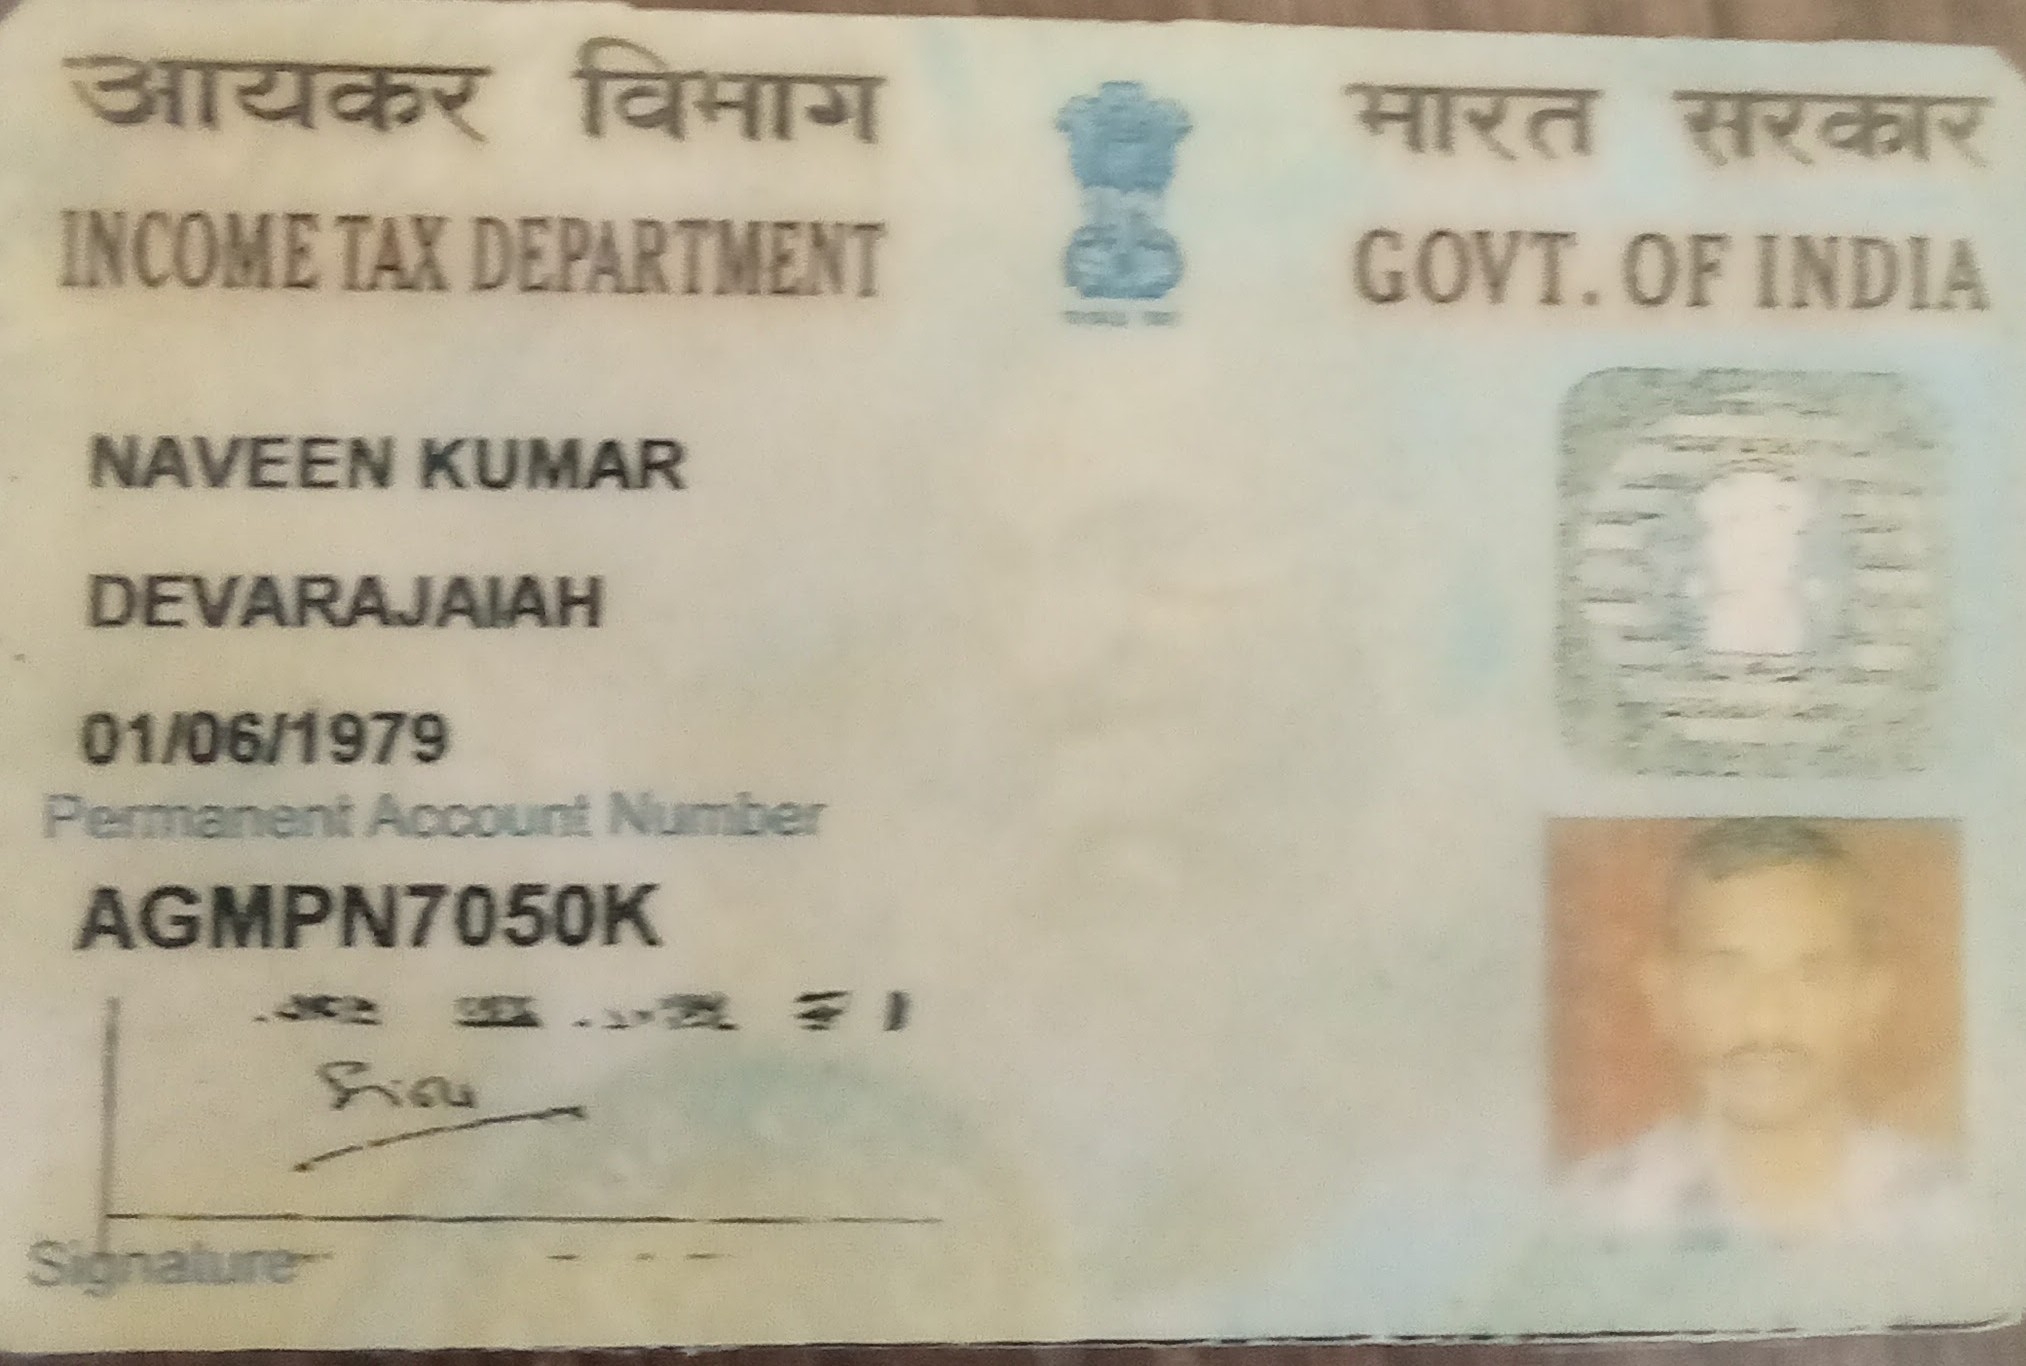 आयकर विभाग
INCOME TAX DEPARTMENT
भारत सरकार
GOVT. OF INDIA
NAVEEN KUMAR
DEVARAJAIAH
01/06/1979
Permanent Account Number
AGMPN7050K
Signature